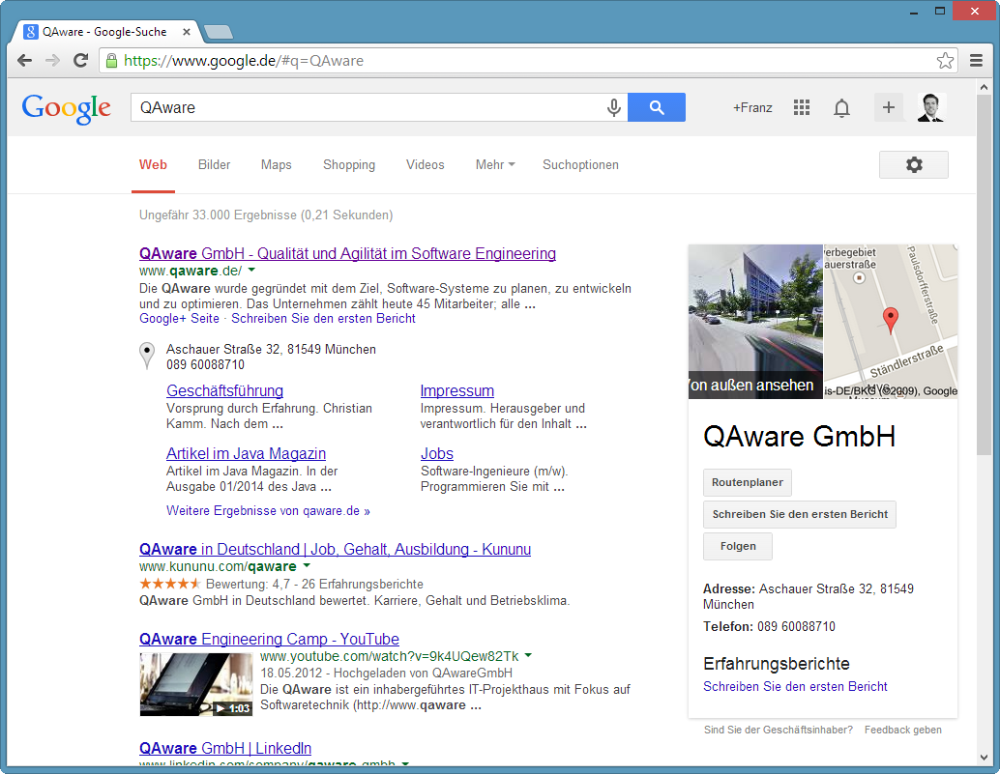 QAware - Google-Suche
https://www.google.de/#q=QAware
Google
QAware
+Franz
Web Bilder Maps Shopping Videos Mehr Suchoptionen
Ungefähr 33.000 Ergebnisse (0,21 Sekunden)
QAware GmbH - Qualität und Agilität im Software Engineering
www.qaware.de/
Die QAware wurde gegründet mit dem Ziel, Software-Systeme zu planen, zu entwickeln
und zu optimieren. Das Unternehmen zählt heute 45 Mitarbeiter; alle ...
Google+ Seite · Schreiben Sie den ersten Bericht
Aschauer Straße 32, 81549 München
089 60088710
Geschäftsführung
Vorsprung durch Erfahrung. Christian
Kamm. Nach dem ...
Impressum
Impressum. Herausgeber und
verantwortlich für den Inhalt ...
Artikel im Java Magazin
Artikel im Java Magazin. In der
Ausgabe 01/2014 des Java ...
Jobs
Software-Ingenieure (m/w).
Programmieren Sie mit ...
Weitere Ergebnisse von qaware.de »
QAware in Deutschland | Job, Gehalt, Ausbildung - Kununu
www.kununu.com/qaware
Bewertung: 4,7 - 26 Erfahrungsberichte
QAware GmbH in Deutschland bewertet. Karriere, Gehalt und Betriebsklima.
QAware Engineering Camp - YouTube
www.youtube.com/watch?v=9k4UQew82Tk
18.05.2012 - Hochgeladen von QAwareGmbH
Die QAware ist ein inhabergeführtes IT-Projekthaus mit Fokus auf
Softwaretechnik (http://www.qaware ...
1:03
QAware GmbH | LinkedIn
www.linkedin.com/company/qaware-gmbh
Von außen ansehen
verbegebiet
auerstraße
Paulsdorfferstraße
Ständlerstraße
MVG
is-DE/BKG (©2009), Google
QAware GmbH
Routenplaner
Schreiben Sie den ersten Bericht
Folgen
Adresse: Aschauer Straße 32, 81549
München
Telefon: 089 60088710
Erfahrungsberichte
Schreiben Sie den ersten Bericht
Sind Sie der Geschäftsinhaber? Feedback geben